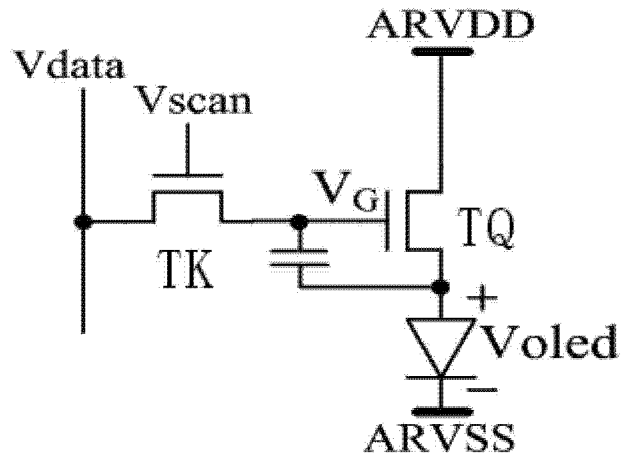 ARVDD
Vdata
Vscan
VG
TQ
TK
+
Voled
−
ARVSS